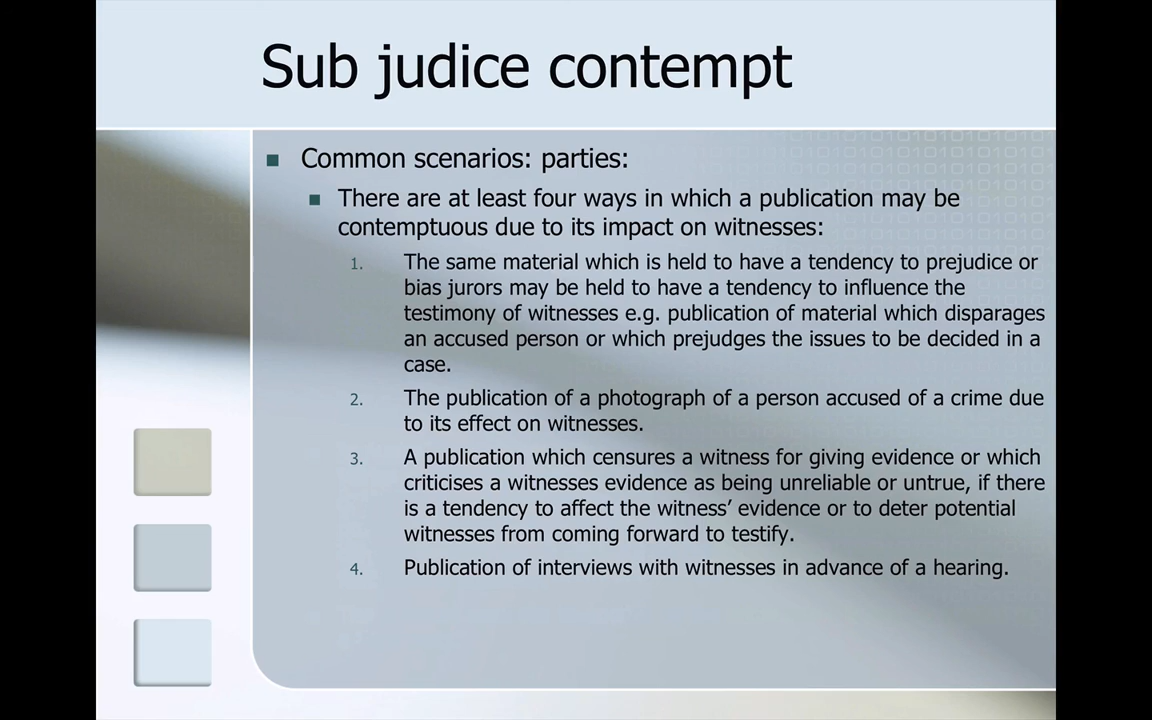 Sub judice contempt
Common scenarios: parties:
There are at least four ways in which a publication may be
contemptuous due to its impact on witnesses:
1. The same material which is held to have a tendency to prejudice or
bias jurors may be held to have a tendency to influence the
testimony of witnesses e.g. publication of material which disparages
an accused person or which prejudges the issues to be decided in a
case.
2. The publication of a photograph of a person accused of a crime due
to its effect on witnesses.
3. A publication which censures a witness for giving evidence or which
criticises a witnesses evidence as being unreliable or untrue, if there
is a tendency to affect the witness’ evidence or to deter potential
witnesses from coming forward to testify.
4. Publication of interviews with witnesses in advance of a hearing.